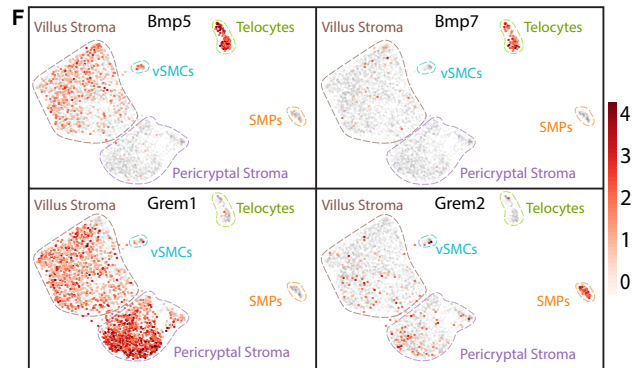 F
Villus Stroma Bmp5 Telocytes
vSMCs
SMPs
Pericryptal Stroma
Villus Stroma Bmp7 Telocytes
vSMCs
SMPs
Pericryptal Stroma
Villus Stroma Grem1 Telocytes
vSMCs
SMPs
Pericryptal Stroma
Villus Stroma Grem2 Telocytes
vSMCs
SMPs
Pericryptal Stroma
4
3
2
1
0